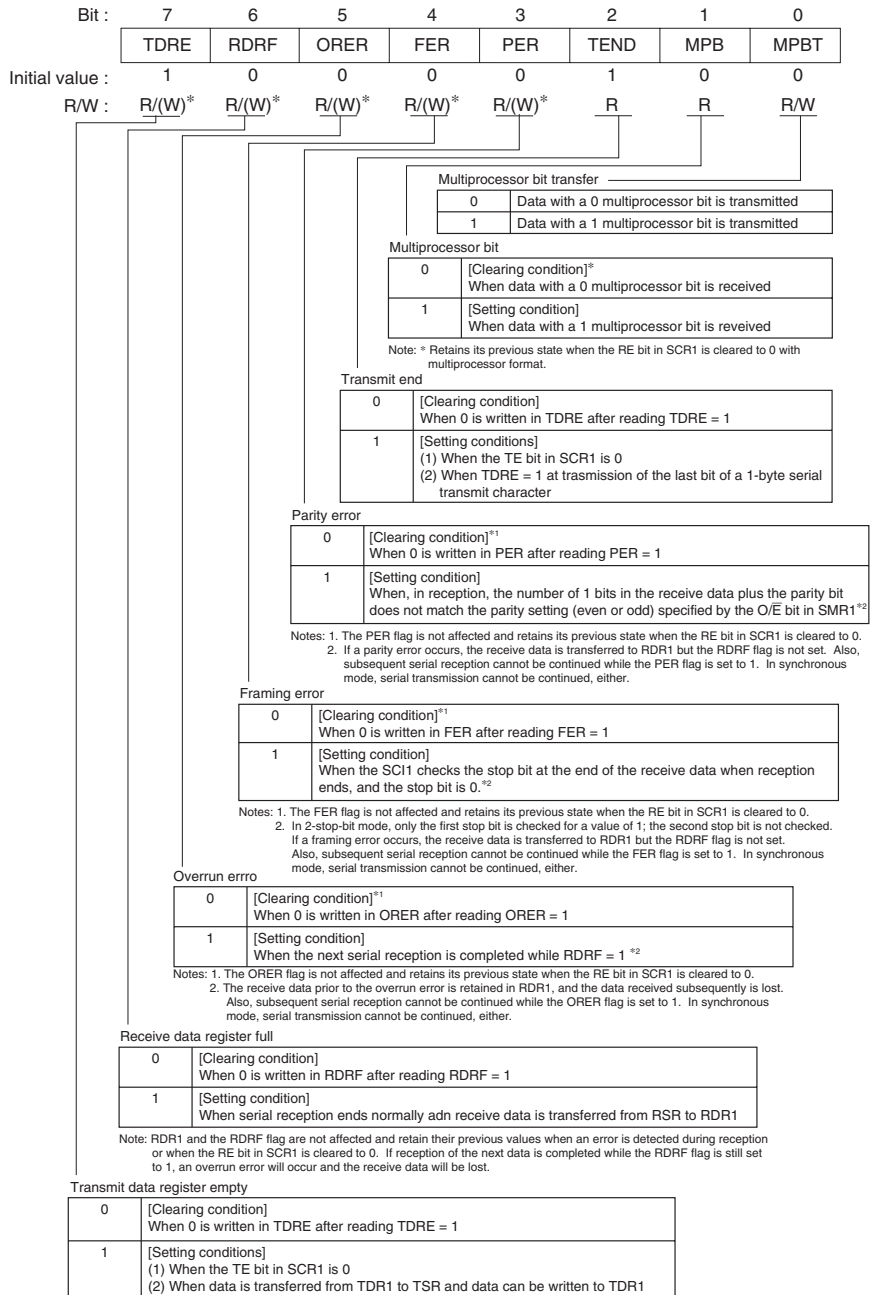 Bit : 7 6 5 4 3 2 1 0
TDRE RDRF ORER FER PER TEND MPB MPBT
Initial value : 1 0 0 0 0 1 0 0
R/W : R/(W)* R/(W)* R/(W)* R/(W)* R/(W)* R R R/W
Multiprocessor bit transfer
0 Data with a 0 multiprocessor bit is transmitted
1 Data with a 1 multiprocessor bit is transmitted
Multiprocessor bit
0 [Clearing condition]*
When data with a 0 multiprocessor bit is received
1 [Setting condition]
When data with a 1 multiprocessor bit is reveived
Note: * Retains its previous state when the RE bit in SCR1 is cleared to 0 with
multiprocessor format.
Transmit end
0 [Clearing condition]
When 0 is written in TDRE after reading TDRE = 1
1 [Setting conditions]
(1) When the TE bit in SCR1 is 0
(2) When TDRE = 1 at trasmission of the last bit of a 1-byte serial
transmit character
Parity error
0 [Clearing condition]*1
When 0 is written in PER after reading PER = 1
1 [Setting condition]
When, in reception, the number of 1 bits in the receive data plus the parity bit
does not match the parity setting (even or odd) specified by the O/E̅ bit in SMR1*2
Notes: 1. The PER flag is not affected and retains its previous state when the RE bit in SCR1 is cleared to 0.
2. If a parity error occurs, the receive data is transferred to RDR1 but the RDRF flag is not set. Also,
subsequent serial reception cannot be continued while the PER flag is set to 1. In synchronous
mode, serial transmission cannot be continued, either.
Framing error
0 [Clearing condition]*1
When 0 is written in FER after reading FER = 1
1 [Setting condition]
When the SCI1 checks the stop bit at the end of the receive data when reception
ends, and the stop bit is 0.*2
Notes: 1. The FER flag is not affected and retains its previous state when the RE bit in SCR1 is cleared to 0.
2. In 2-stop-bit mode, only the first stop bit is checked for a value of 1; the second stop bit is not checked.
If a framing error occurs, the receive data is transferred to RDR1 but the RDRF flag is not set.
Also, subsequent serial reception cannot be continued while the FER flag is set to 1. In synchronous
mode, serial transmission cannot be continued, either.
Overrun errro
0 [Clearing condition]*1
When 0 is written in ORER after reading ORER = 1
1 [Setting condition]
When the next serial reception is completed while RDRF = 1 *2
Notes: 1. The ORER flag is not affected and retains its previous state when the RE bit in SCR1 is cleared to 0.
2. The receive data prior to the overrun error is retained in RDR1, and the data received subsequently is lost.
Also, subsequent serial reception cannot be continued while the ORER flag is set to 1. In synchronous
mode, serial transmission cannot be continued, either.
Receive data register full
0 [Clearing condition]
When 0 is written in RDRF after reading RDRF = 1
1 [Setting condition]
When serial reception ends normally adn receive data is transferred from RSR to RDR1
Note: RDR1 and the RDRF flag are not affected and retain their previous values when an error is detected during reception
or when the RE bit in SCR1 is cleared to 0. If reception of the next data is completed while the RDRF flag is still set
to 1, an overrun error will occur and the receive data will be lost.
Transmit data register empty
0 [Clearing condition]
When 0 is written in TDRE after reading TDRE = 1
1 [Setting conditions]
(1) When the TE bit in SCR1 is 0
(2) When data is transferred from TDR1 to TSR and data can be written to TDR1